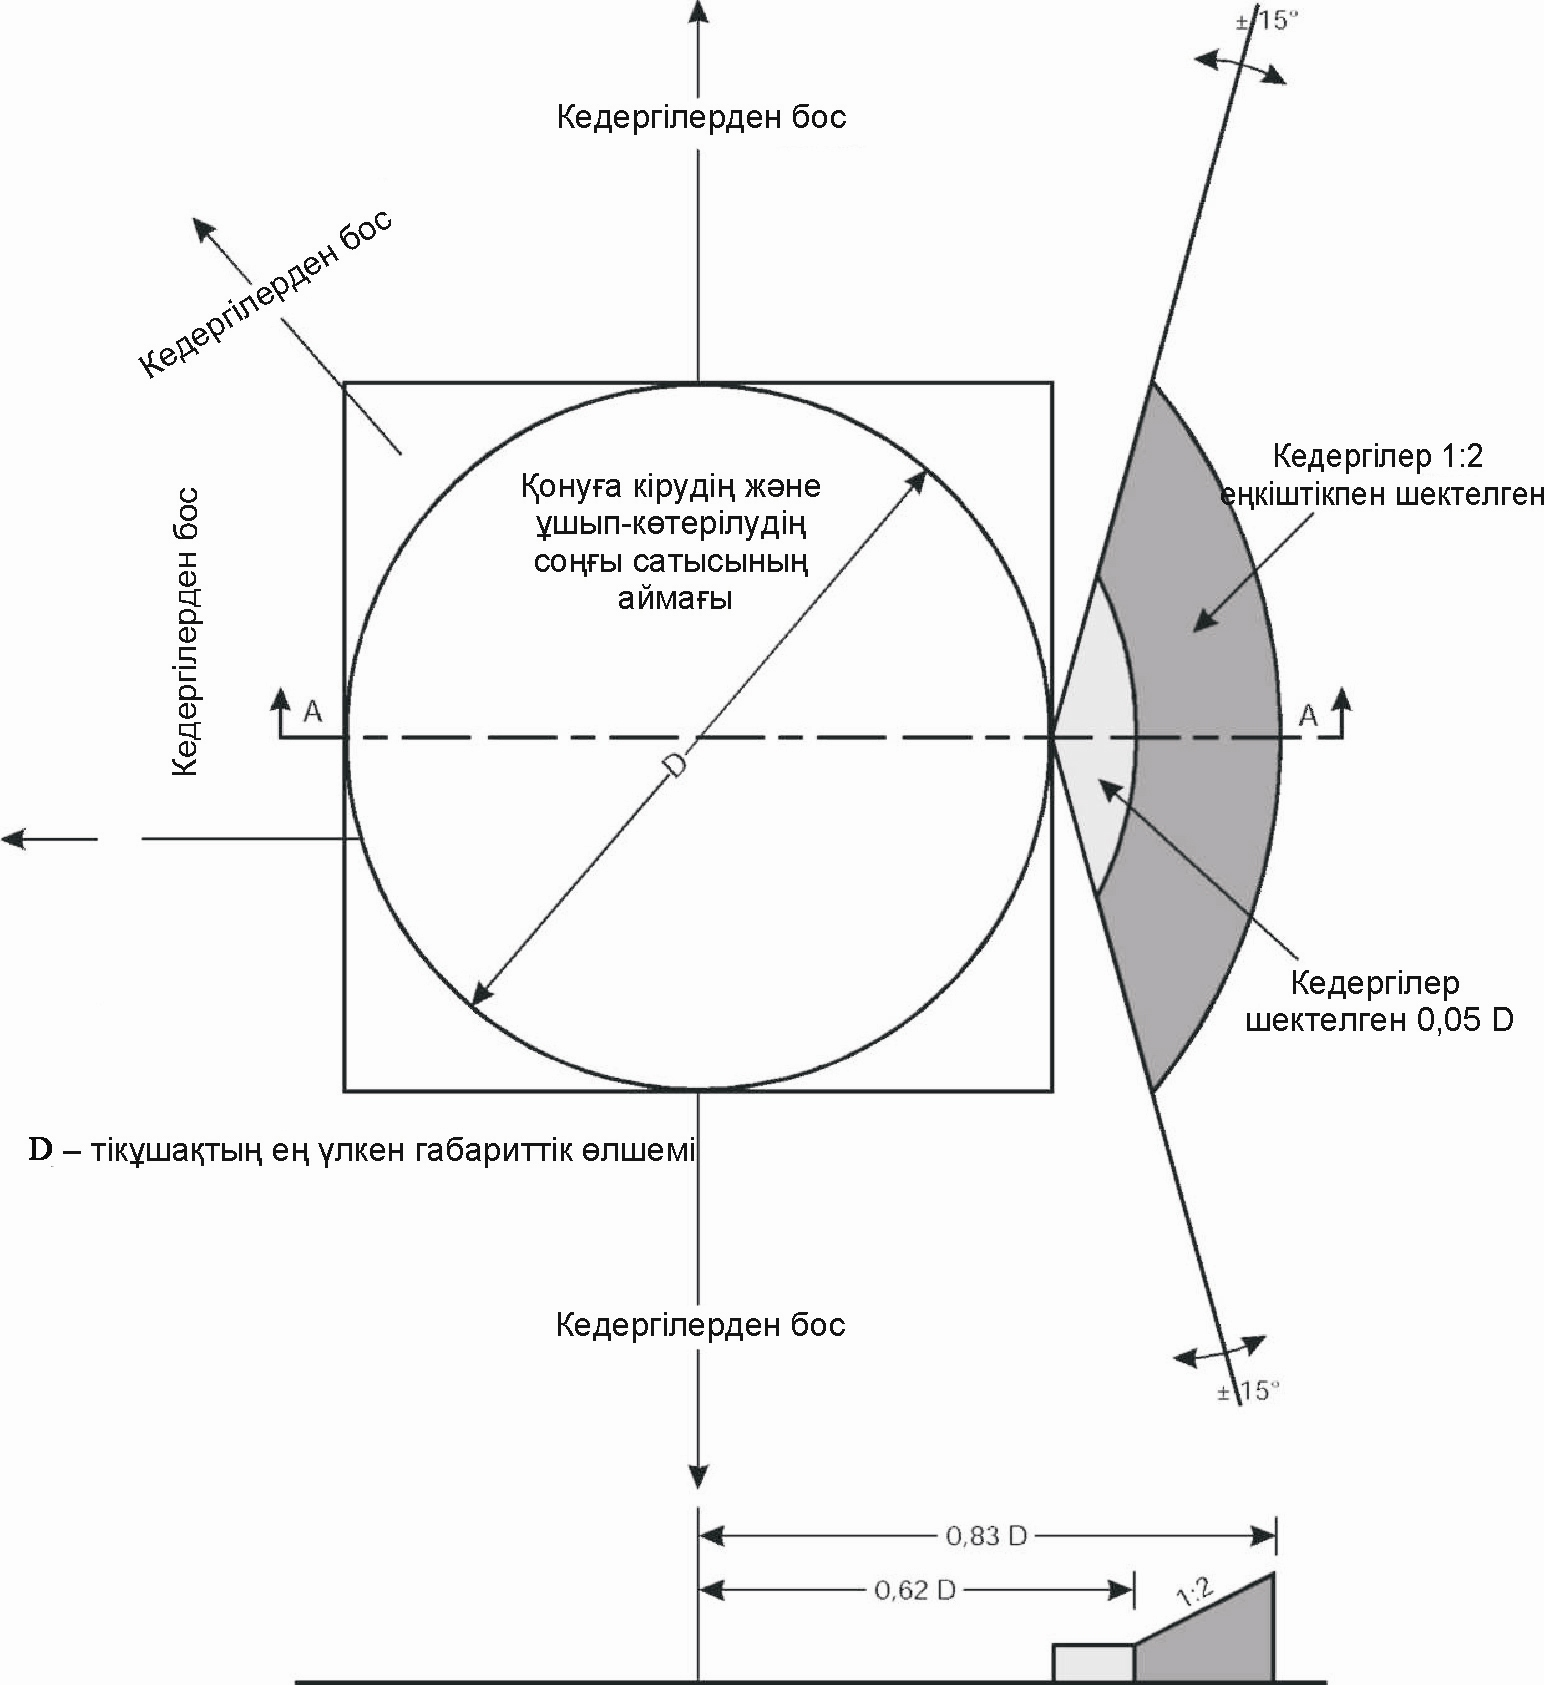 ± 15°
Кедергілерден бос
Кедергілерден бос
Кедергілер 1:2
еңкіштікпен шектелген
Қонуға кірудің және
ұшып-көтерілудің
соңғы сатысының
аймағы
Кедергілерден бос
A
A
D
Кедергілер
шектелген 0,05 D
D – тікұшақтың ең үлкен габариттік өлшемі
Кедергілерден бос
± 15°
0,83 D
0,62 D
1:2